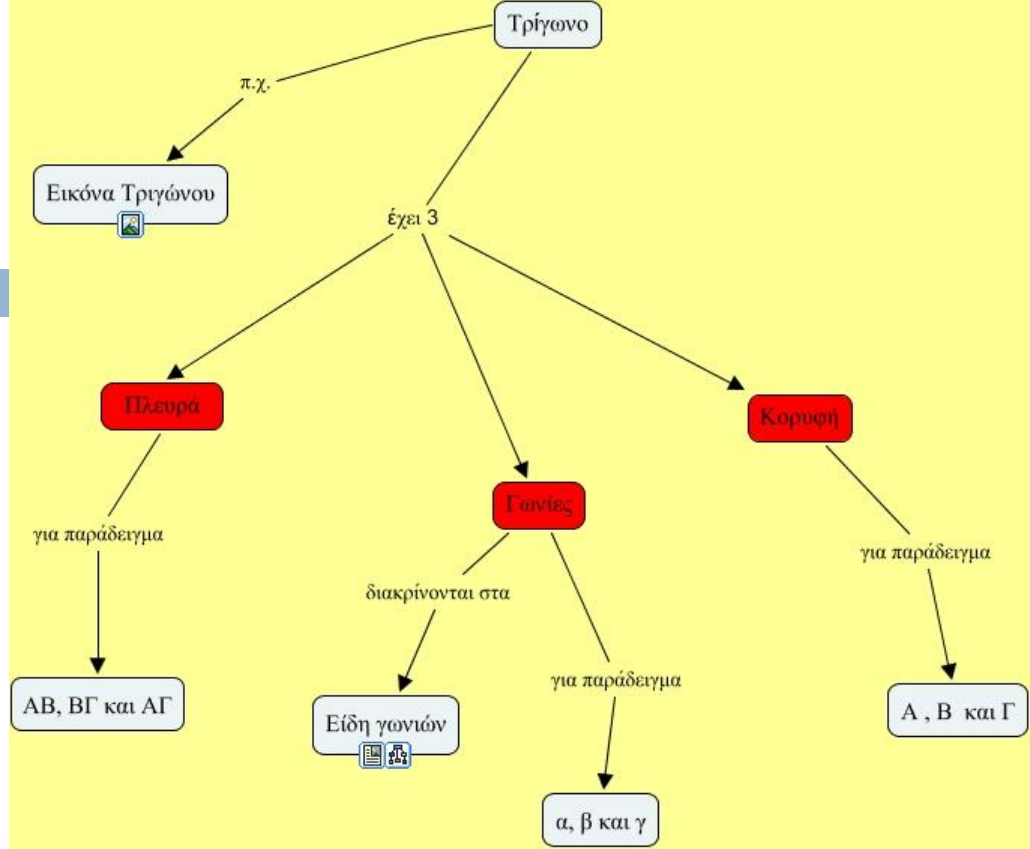 Τρίγωνο
π.χ.
Εικόνα Τριγώνου
έχει 3
Πλευρά
Κορυφή
Γωνίες
για παράδειγμα
για παράδειγμα
διακρίνονται στα
για παράδειγμα
ΑΒ, ΒΓ και ΑΓ
Είδη γωνιών
Α , Β και Γ
α, β και γ